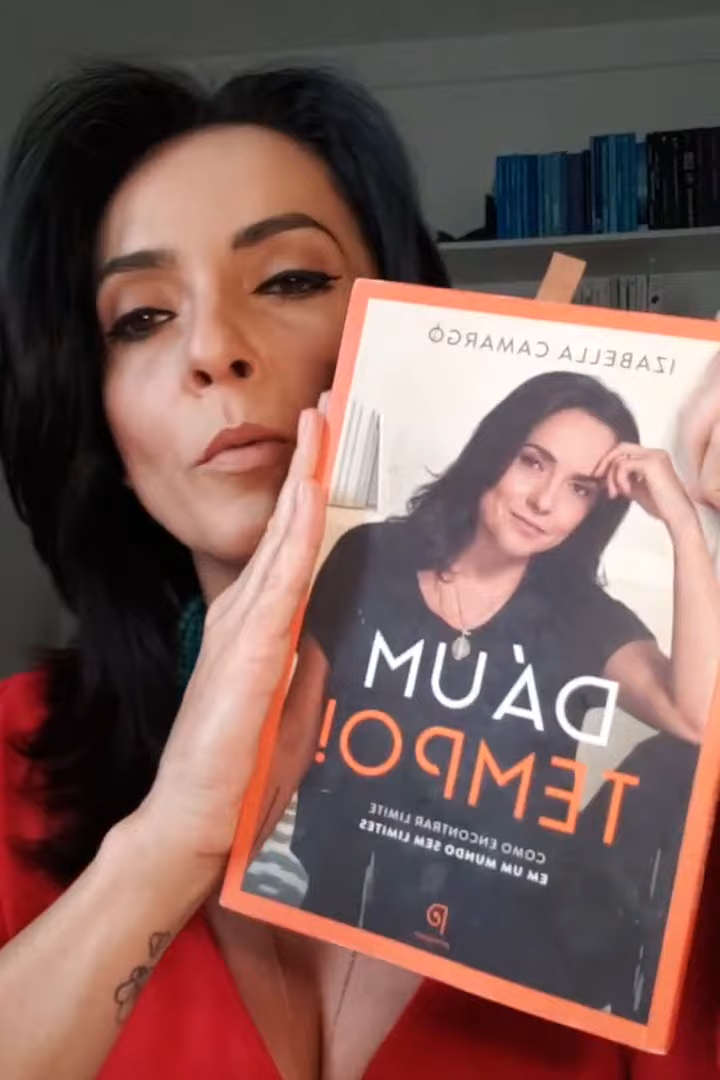 IZABELLA CAMARGO
DÁ UM
TEMPO!
COMO ENCONTRAR LIMITE
EM UM MUNDO SEM LIMITES